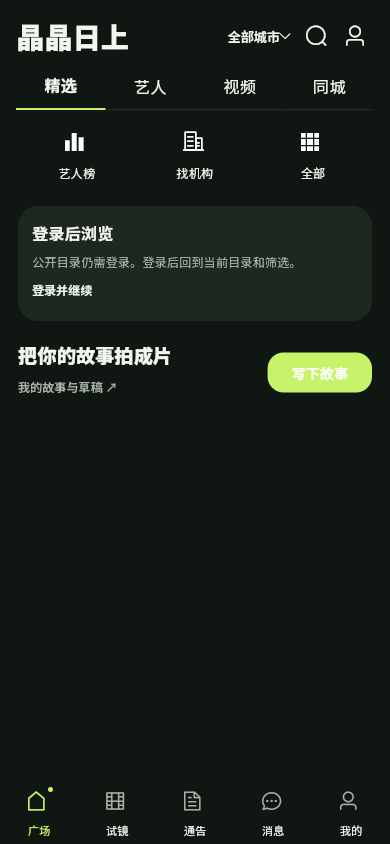 晶晶日上
全部城市
精选 艺人 视频 同城
艺人榜 找机构 全部
登录后浏览
公开目录仍需登录。登录后回到当前目录和筛选。
登录并继续
把你的故事拍成片
我的故事与草稿 ↗
写下故事
广场 试镜 通告 消息 我的